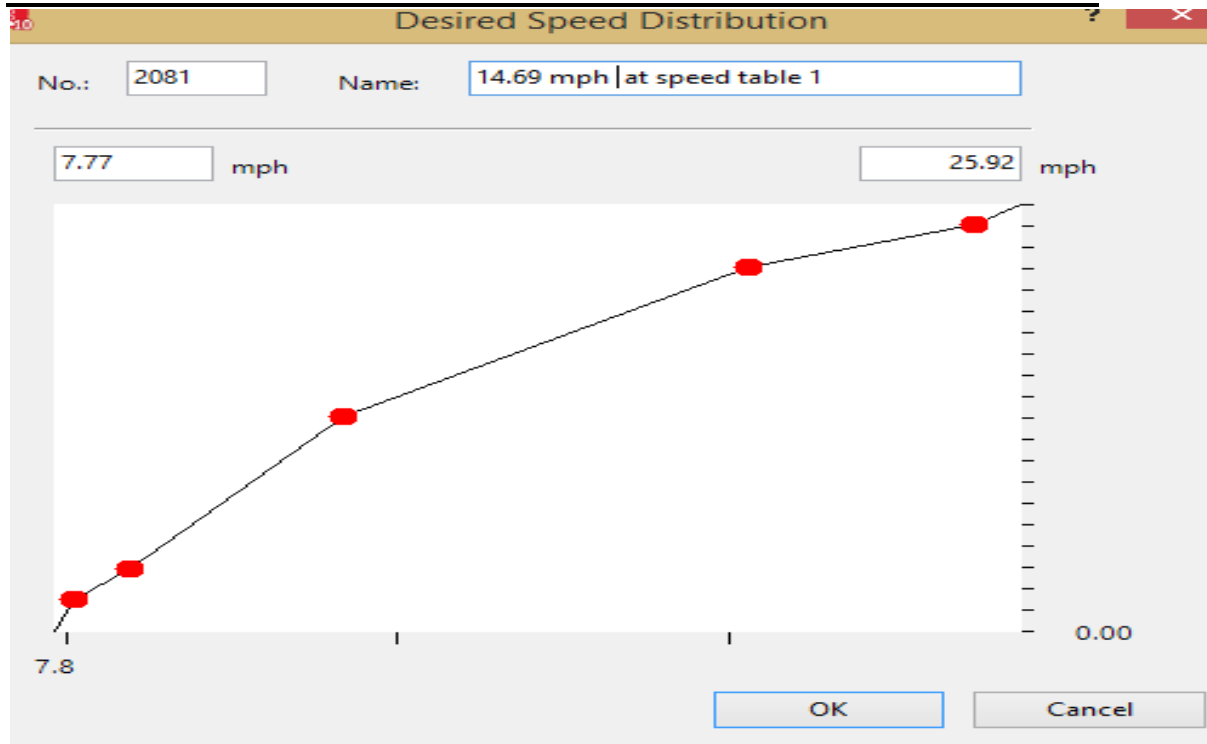 10 Desired Speed Distribution ? ×
No.: 2081 Name: 14.69 mph at speed table 1
7.77 mph 25.92 mph
0.00
7.8
OK Cancel